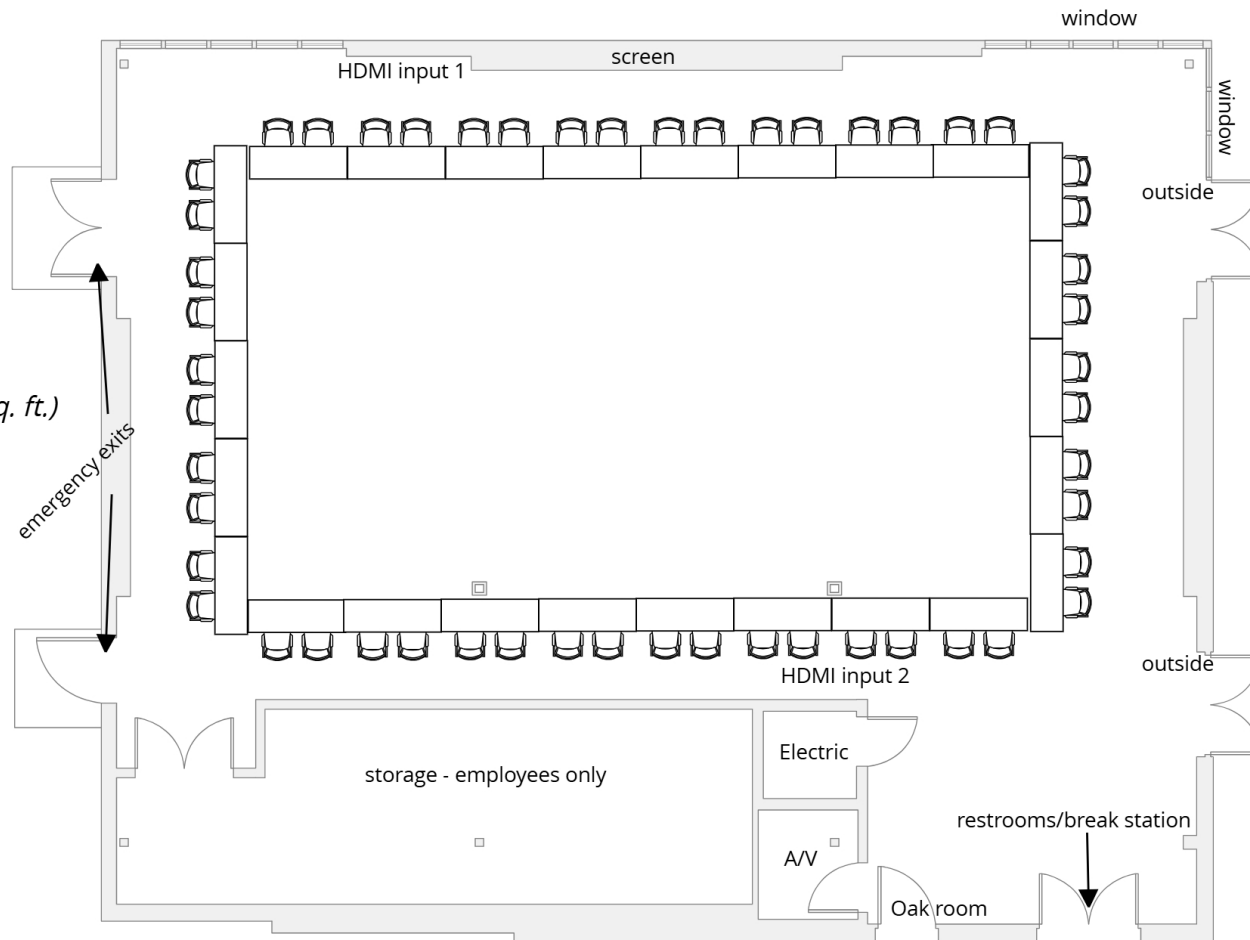 window
screen
HDMI input 1
window
outside
q. ft.)
emergency exits
outside
HDMI input 2
Electric
storage - employees only
restrooms/break station
A/V
Oak room